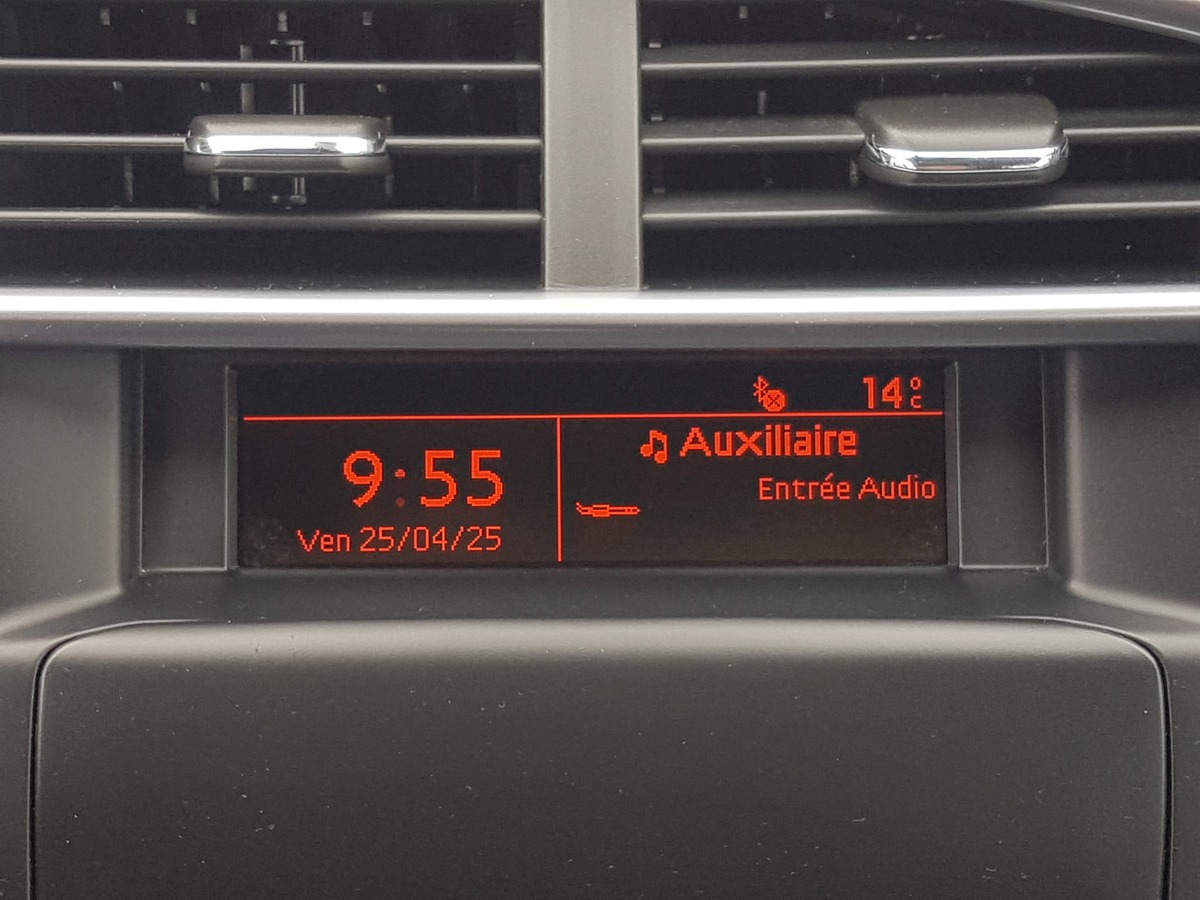 14°C
9:55
Ven 25/04/25
Auxiliaire
Entrée Audio